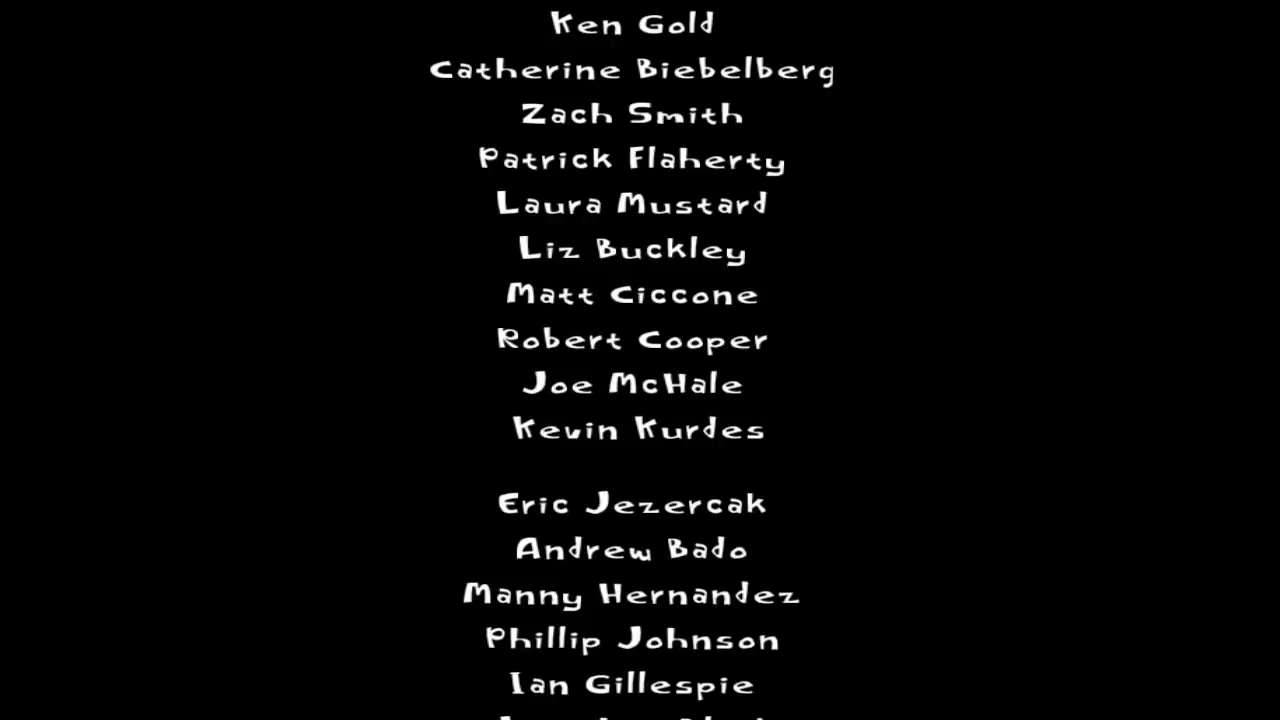 Ken Gold
Catherine Biebelberg
Zach Smith
Patrick Flaherty
Laura Mustard
Liz Buckley
Matt Ciccone
Robert Cooper
Joe McHale
Kevin Kurdes
Eric Jezercak
Andrew Bado
Manny Hernandez
Phillip Johnson
Ian Gillespie